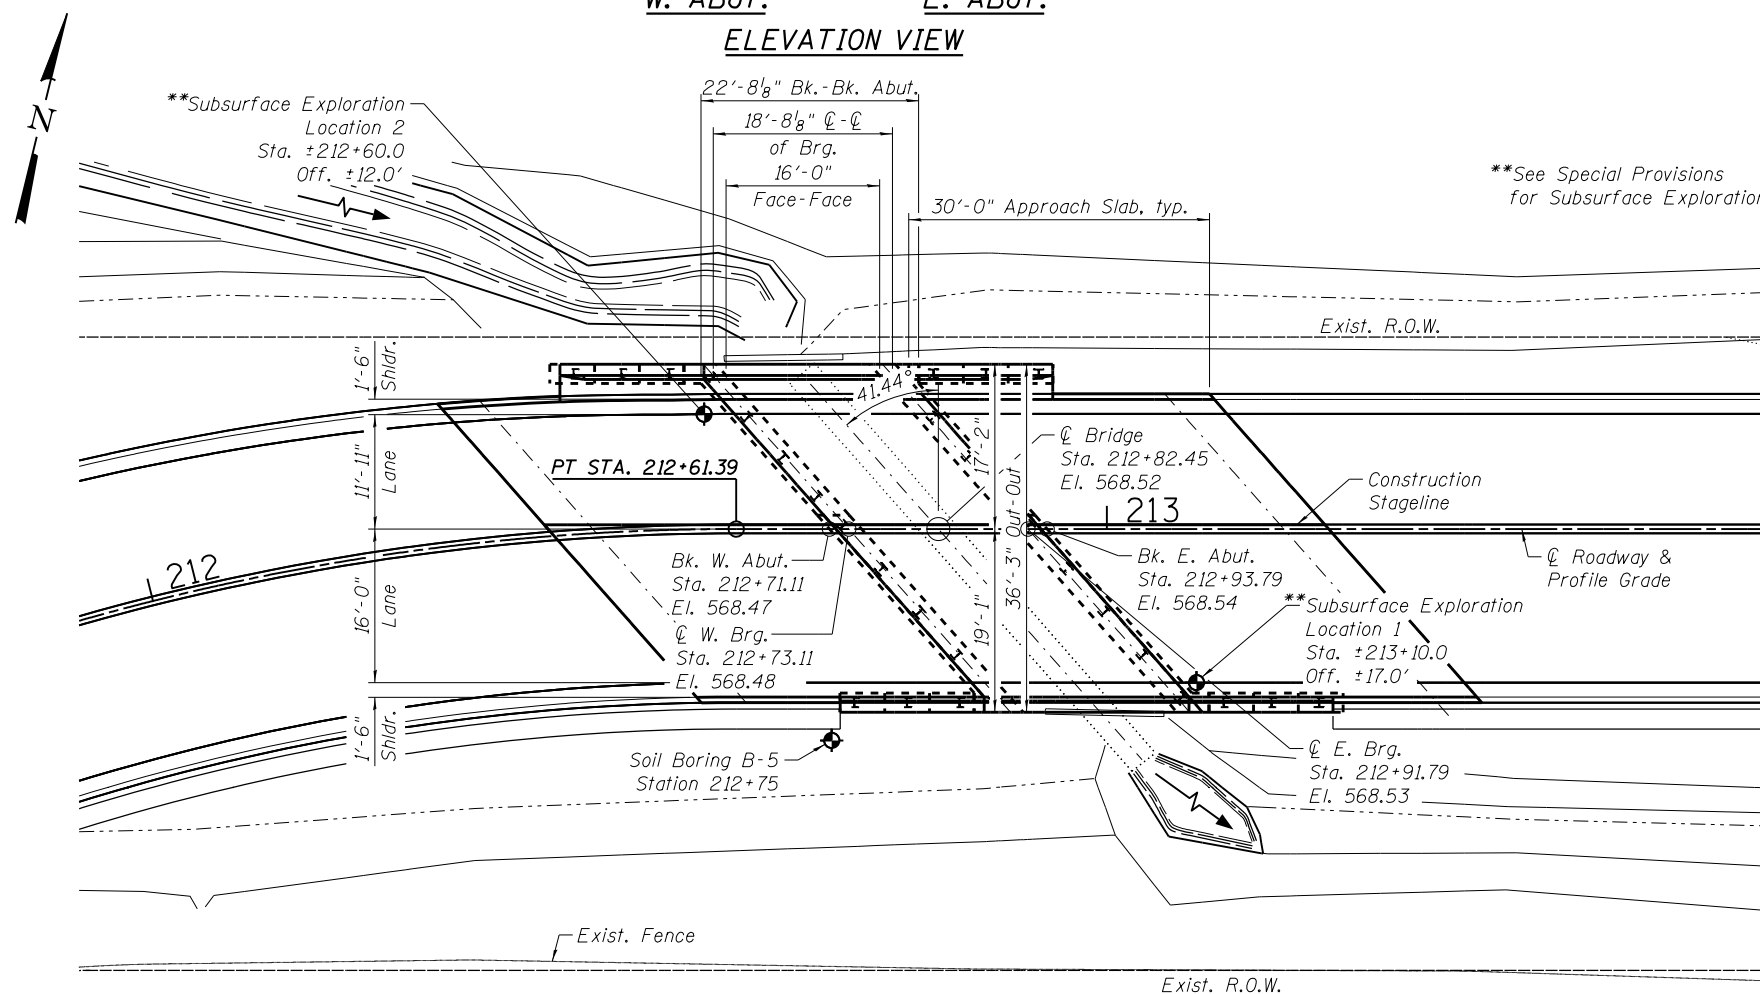 W. ABUT.
E. ABUT.
ELEVATION VIEW
N
**Subsurface Exploration
Location 2
Sta. ±212+60.0
Off. ±12.0'
22'-8⅛" Bk.-Bk. Abut.
18'-8⅛" ℄-℄
of Brg.
16'-0"
Face-Face
30'-0" Approach Slab, typ.
**See Special Provisions
for Subsurface Exploration
Exist. R.O.W.
1'-6"
Shldr.
11'-11"
Lane
16'-0"
Lane
1'-6"
Shldr.
41.44°
17'-2"
19'-1"
36'-3" Out-Out
℄ Bridge
Sta. 212+82.45
El. 568.52
PT STA. 212+61.39
Construction
Stageline
213
212
Bk. W. Abut.
Sta. 212+71.11
El. 568.47
℄ W. Brg.
Sta. 212+73.11
El. 568.48
Bk. E. Abut.
Sta. 212+93.79
El. 568.54
℄ Roadway &
Profile Grade
**Subsurface Exploration
Location 1
Sta. ±213+10.0
Off. ±17.0'
Soil Boring B-5
Station 212+75
℄ E. Brg.
Sta. 212+91.79
El. 568.53
Exist. Fence
Exist. R.O.W.